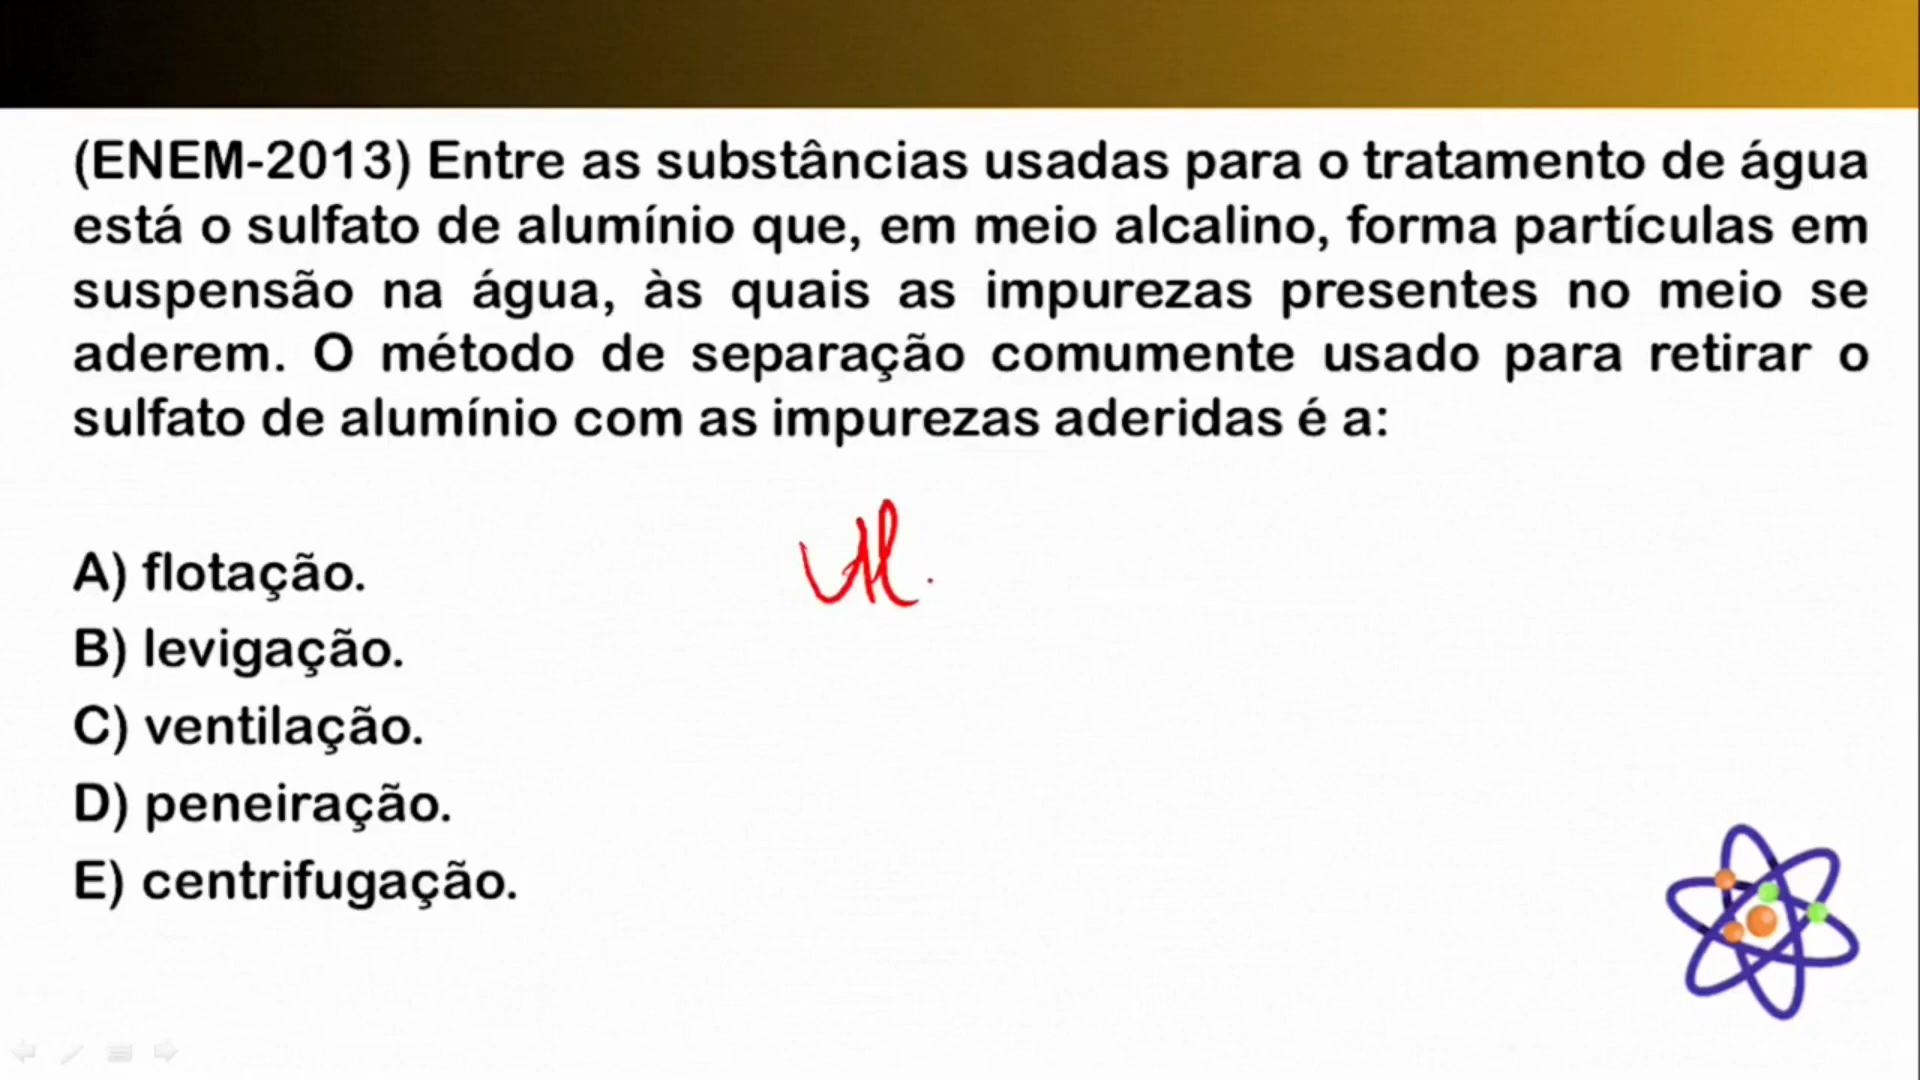 (ENEM-2013) Entre as substâncias usadas para o tratamento de água
está o sulfato de alumínio que, em meio alcalino, forma partículas em
suspensão na água, às quais as impurezas presentes no meio se
aderem. O método de separação comumente usado para retirar o
sulfato de alumínio com as impurezas aderidas é a:
Al
A) flotação.
B) levigação.
C) ventilação.
D) peneiração.
E) centrifugação.